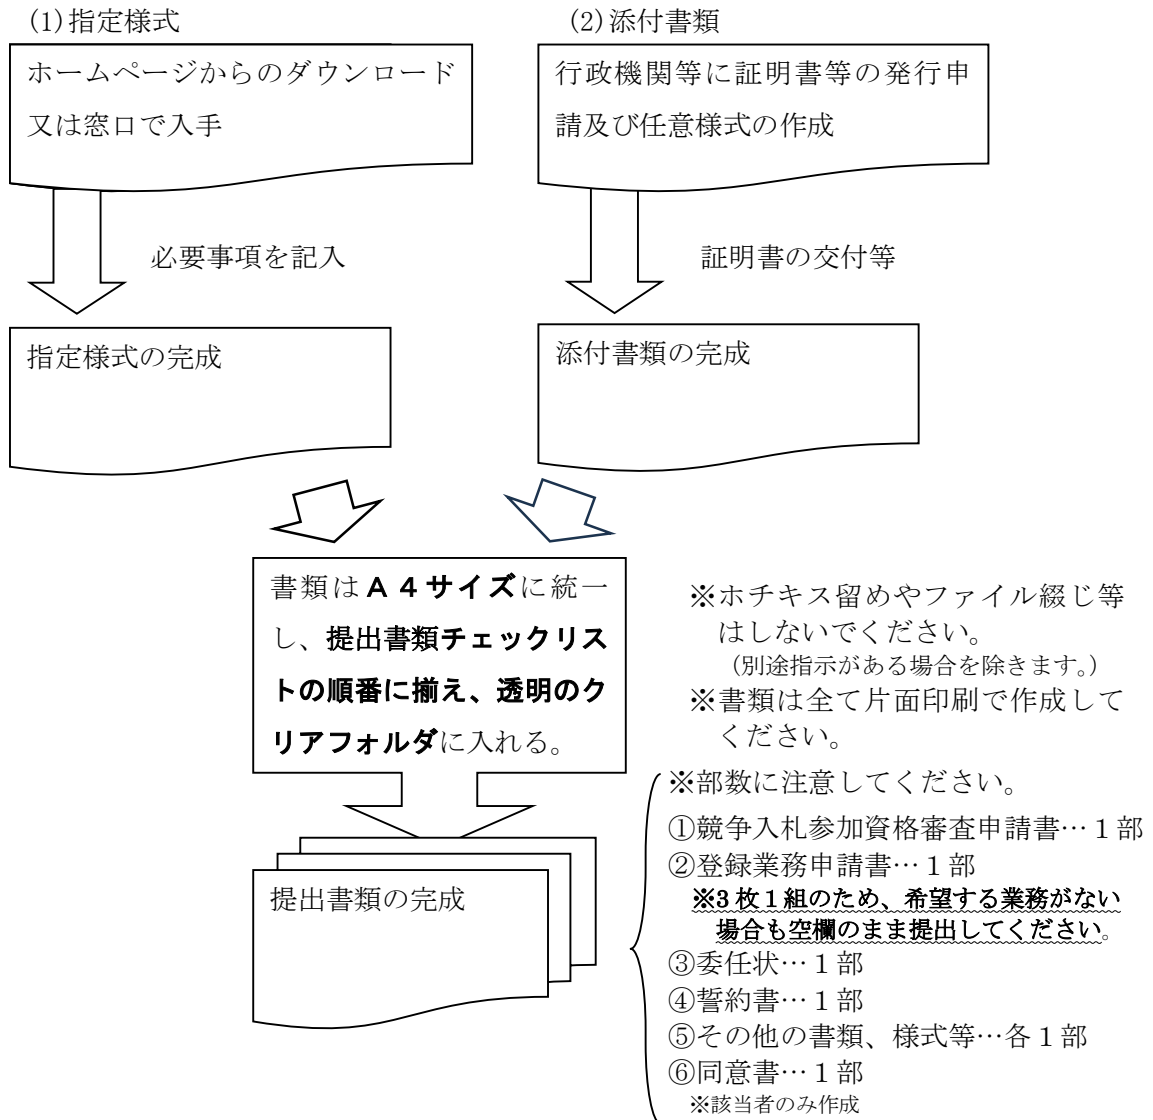 (1)指定様式
ホームページからのダウンロード
又は窓口で入手
必要事項を記入
指定様式の完成
(2)添付書類
行政機関等に証明書等の発行申
請及び任意様式の作成
証明書の交付等
添付書類の完成
書類はＡ４サイズに統一
し、提出書類チェックリス
トの順番に揃え、透明のク
リアフォルダに入れる。
※ホチキス留めやファイル綴じ等
はしないでください。
（別途指示がある場合を除きます。）
※書類は全て片面印刷で作成して
ください。
提出書類の完成
※部数に注意してください。
①競争入札参加資格審査申請書…１部
②登録業務申請書…１部
※3枚１組のため、希望する業務がない
場合も空欄のまま提出してください。
③委任状…１部
④誓約書…１部
⑤その他の書類、様式等…各１部
⑥同意書…１部
※該当者のみ作成